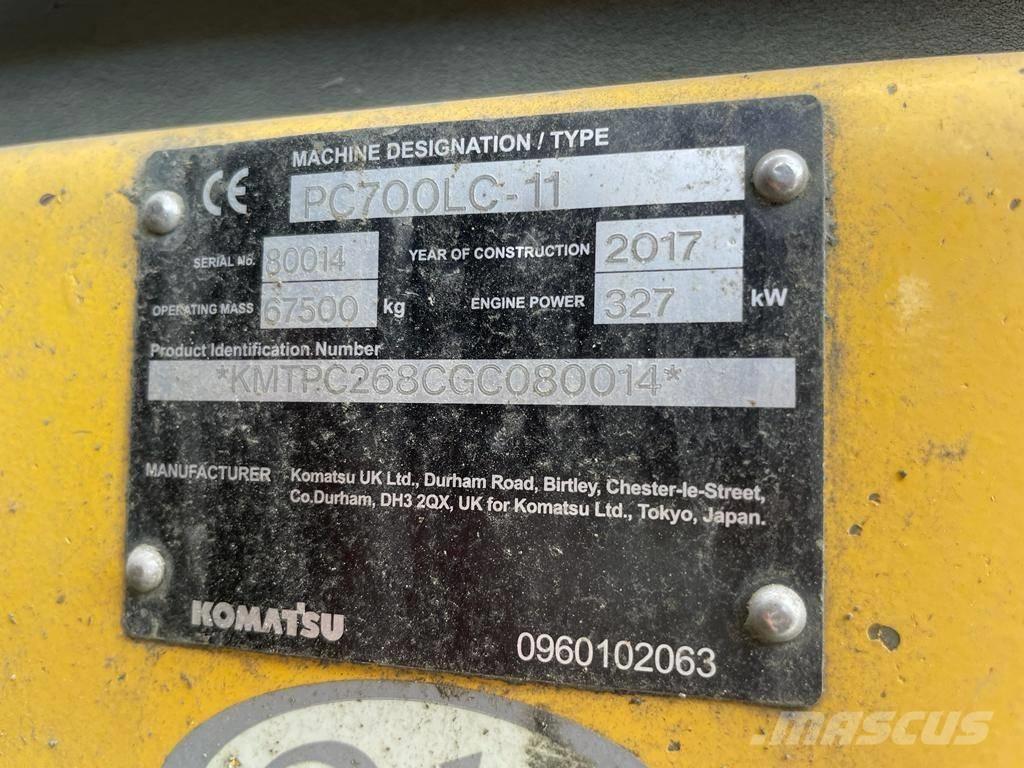 CE
MACHINE DESIGNATION / TYPE
PC700LC-11
SERIAL No. 80014 YEAR OF CONSTRUCTION 2017
OPERATING MASS 67500 kg ENGINE POWER 327 kW
Product Identification Number
*KMTPC268CGC080014*
MANUFACTURER Komatsu UK Ltd., Durham Road, Birtley, Chester-le-Street,
Co.Durham, DH3 2QX, UK for Komatsu Ltd., Tokyo, Japan.
KOMATSU
0960102063
MASCUS